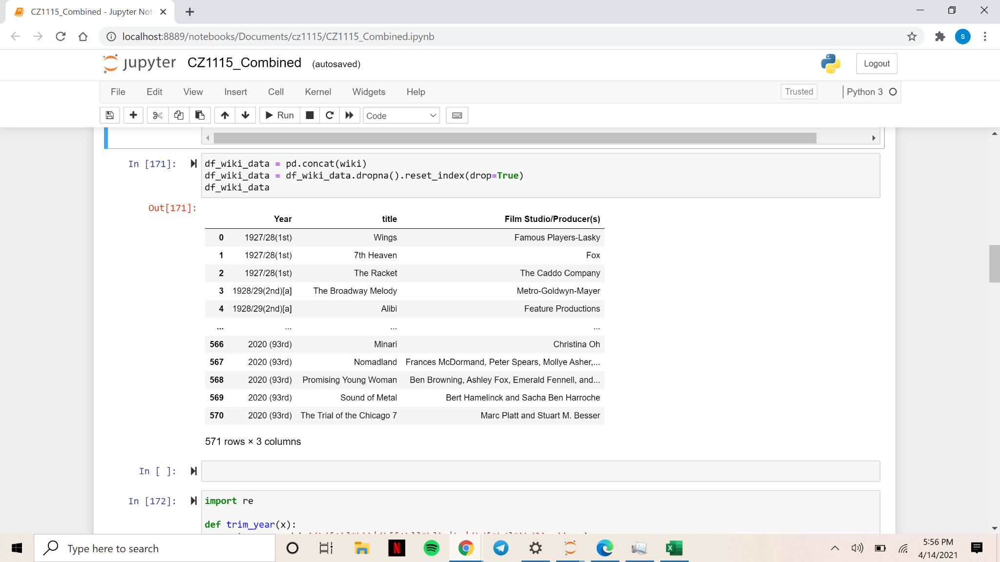 CZ1115_Combined - Jupyter Not
localhost:8889/notebooks/Documents/cz1115/CZ1115_Combined.ipynb
S
jupyter CZ1115_Combined (autosaved)
Logout
File Edit View Insert Cell Kernel Widgets Help
Trusted Python 3
Run Code
In [171]: df_wiki_data = pd.concat(wiki)
df_wiki_data = df_wiki_data.dropna().reset_index(drop=True)
df_wiki_data
Out[171]:
Year title Film Studio/Producer(s)
0 1927/28(1st) Wings Famous Players-Lasky
1 1927/28(1st) 7th Heaven Fox
2 1927/28(1st) The Racket The Caddo Company
3 1928/29(2nd)[a] The Broadway Melody Metro-Goldwyn-Mayer
4 1928/29(2nd)[a] Alibi Feature Productions
... ... ... ...
566 2020 (93rd) Minari Christina Oh
567 2020 (93rd) Nomadland Frances McDormand, Peter Spears, Mollye Asher,...
568 2020 (93rd) Promising Young Woman Ben Browning, Ashley Fox, Emerald Fennell, and...
569 2020 (93rd) Sound of Metal Bert Hamelinck and Sacha Ben Harroche
570 2020 (93rd) The Trial of the Chicago 7 Marc Platt and Stuart M. Besser
571 rows × 3 columns
In [ ]:
In [172]: import re
def trim_year(x):
Type here to search
N
X
5:56 PM
4/14/2021